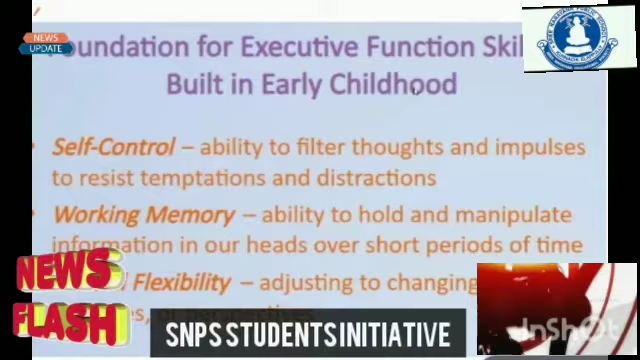 NEWS
UPDATE
oundation for Executive Function Skil
Built in Early Childhood
Self-Control – ability to filter thoughts and impulses
to resist temptations and distractions
• Working Memory – ability to hold and manipulate
information in our heads over short periods of time
Flexibility – adjusting to changing
NEWS
FLASH
SNPS STUDENTS INITIATIVE
InShot